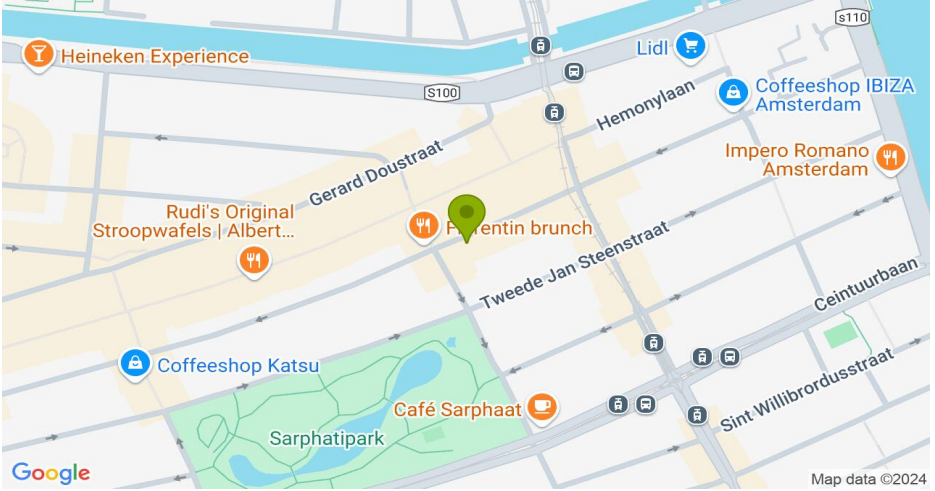 s110
Lidl
Heineken Experience
Coffeeshop IBIZA
Amsterdam
S100
Hemonylaan
Impero Romano
Amsterdam
Gerard Doustraat
Rudi's Original
Stroopwafels | Albert...
brunch
Tweede Jan Steenstraat
Ceintuurbaan
Coffeeshop Katsu
Café Sarphaat
Sint Willibrordusstraat
Sarphatipark
Google
Map data ©2024